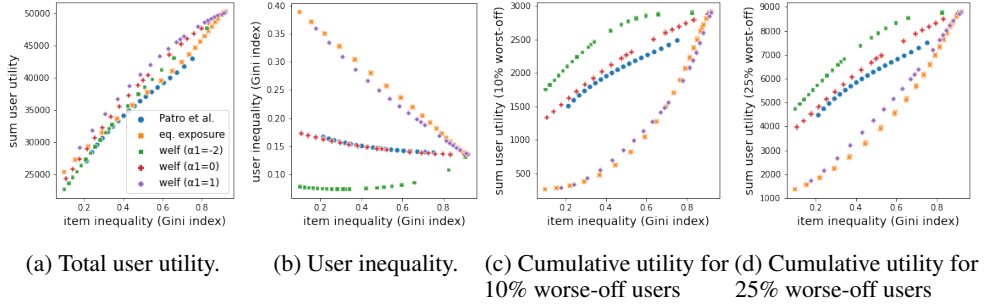 sum user utility
50000
45000
40000
35000
30000
25000
Patro et al.
eq. exposure
welf (α1=-2)
welf (α1=0)
welf (α1=1)
0.2 0.4 0.6 0.8
item inequality (Gini index)
user inequality (Gini index)
0.40
0.35
0.30
0.25
0.20
0.15
0.10
0.2 0.4 0.6 0.8
item inequality (Gini index)
sum user utility (10% worst-off)
3000
2500
2000
1500
1000
500
0.2 0.4 0.6 0.8
item inequality (Gini index)
sum user utility (25% worst-off)
9000
8000
7000
6000
5000
4000
3000
2000
1000
0.2 0.4 0.6 0.8
item inequality (Gini index)
(a) Total user utility.
(b) User inequality.
(c) Cumulative utility for
10% worse-off users
(d) Cumulative utility for
25% worse-off users